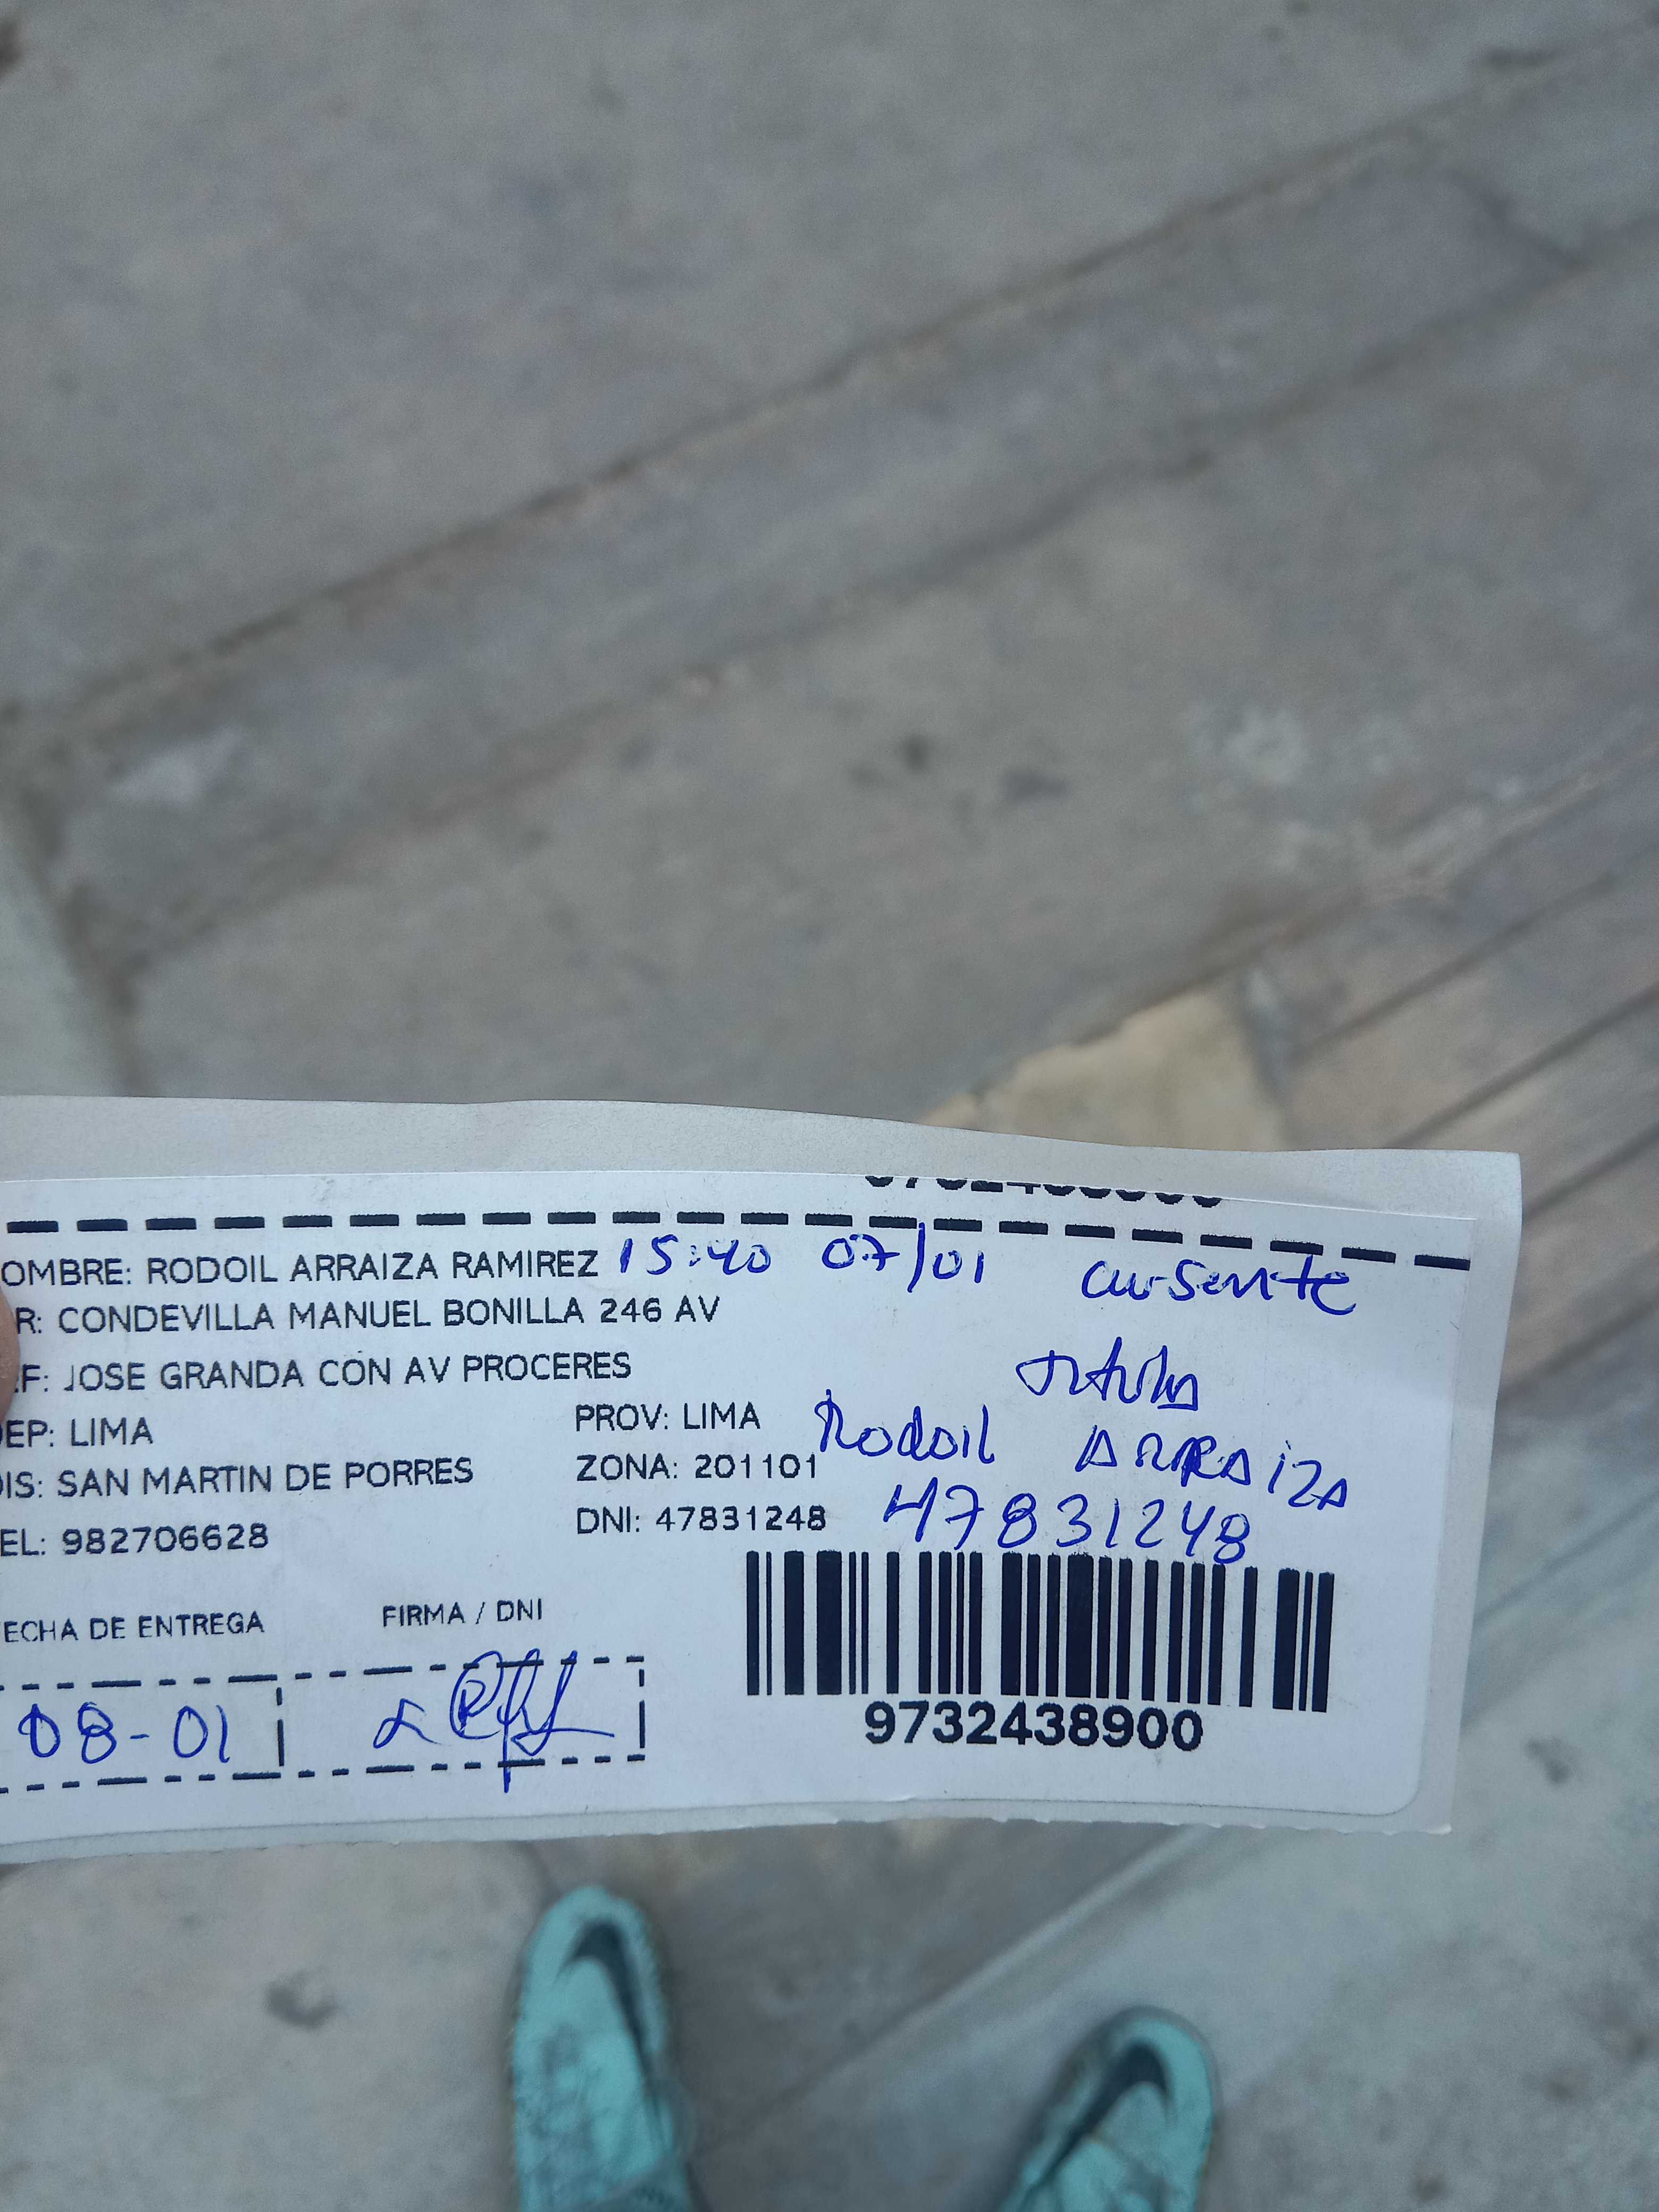 OMBRE: RODOIL ARRAIZA RAMIREZ 15:40 07/01 ausente
R: CONDEVILLA MANUEL BONILLA 246 AV
F: JOSE GRANDA CON AV PROCERES
EP: LIMA PROV: LIMA Rodoil ARRAIZA
IS: SAN MARTIN DE PORRES ZONA: 201101
EL: 982706628 DNI: 47831248 47831248
ECHA DE ENTREGA FIRMA / DNI
08-01
9732438900